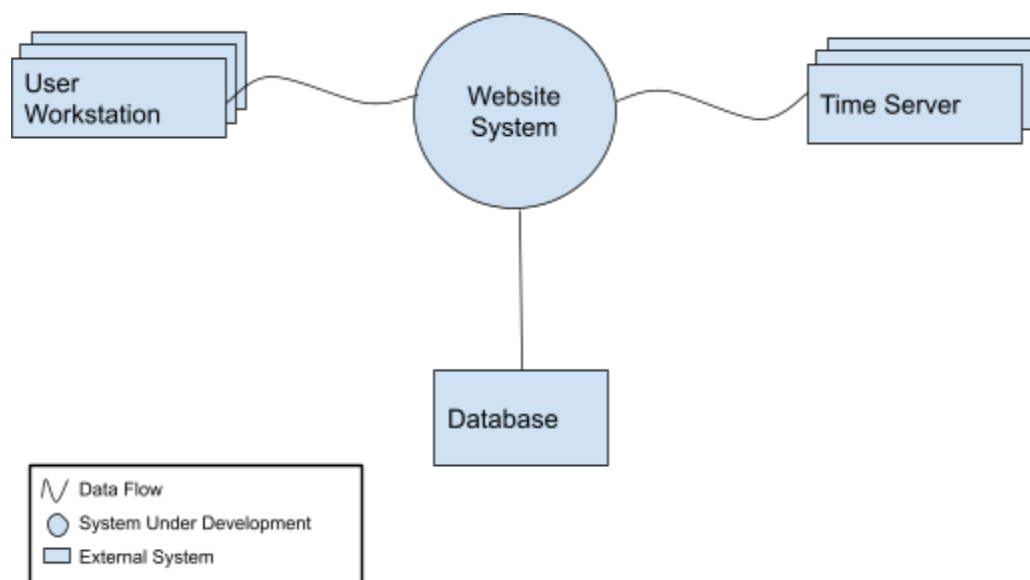 User
Workstation
Website
System
Time Server
Database
Data Flow
System Under Development
External System